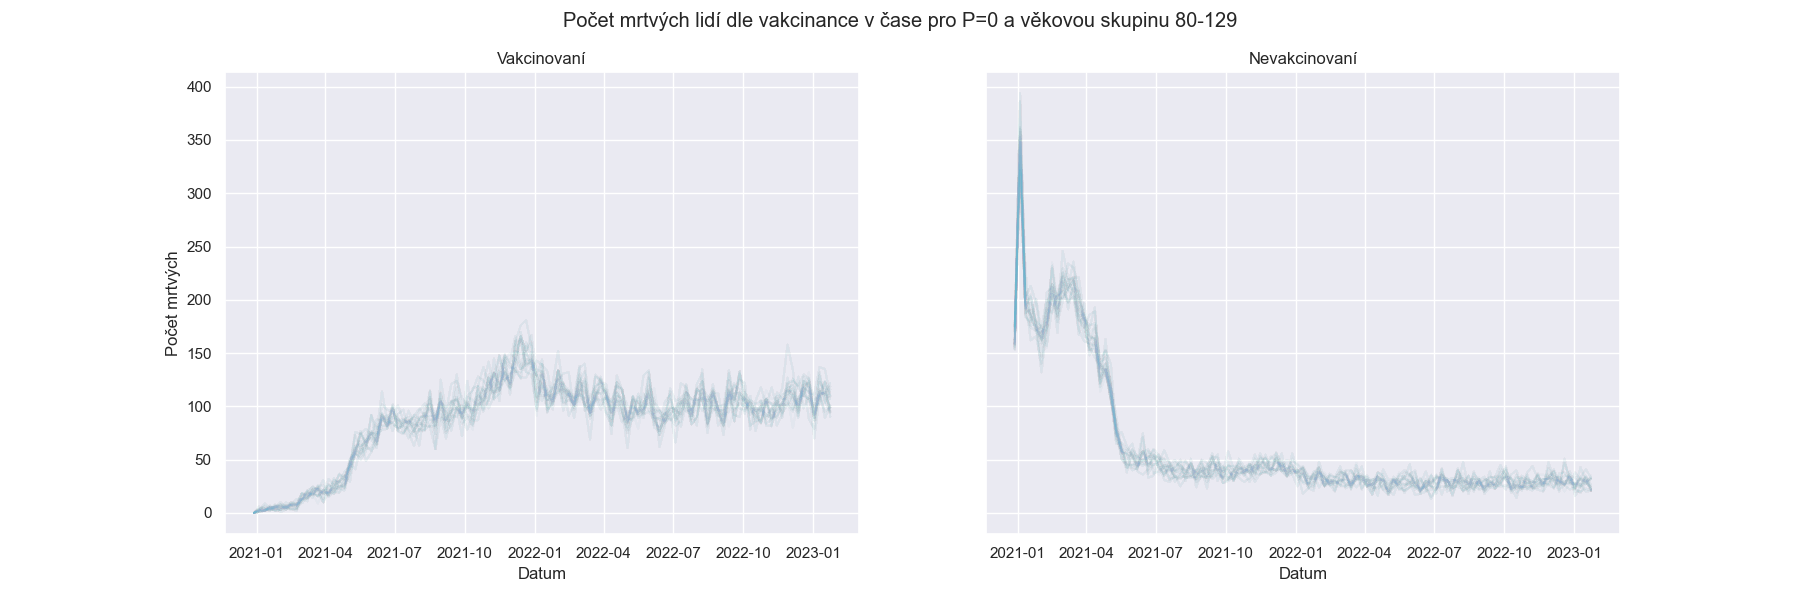 Počet mrtvých lidí dle vakcinance v čase pro P=0 a věkovou skupinu 80-129
Vakcinovaní
Nevakcinovaní
400
350
300
250
200
150
100
50
0
Počet mrtvých
2021-01 2021-04 2021-07 2021-10 2022-01 2022-04 2022-07 2022-10 2023-01
2021-01 2021-04 2021-07 2021-10 2022-01 2022-04 2022-07 2022-10 2023-01
Datum
Datum